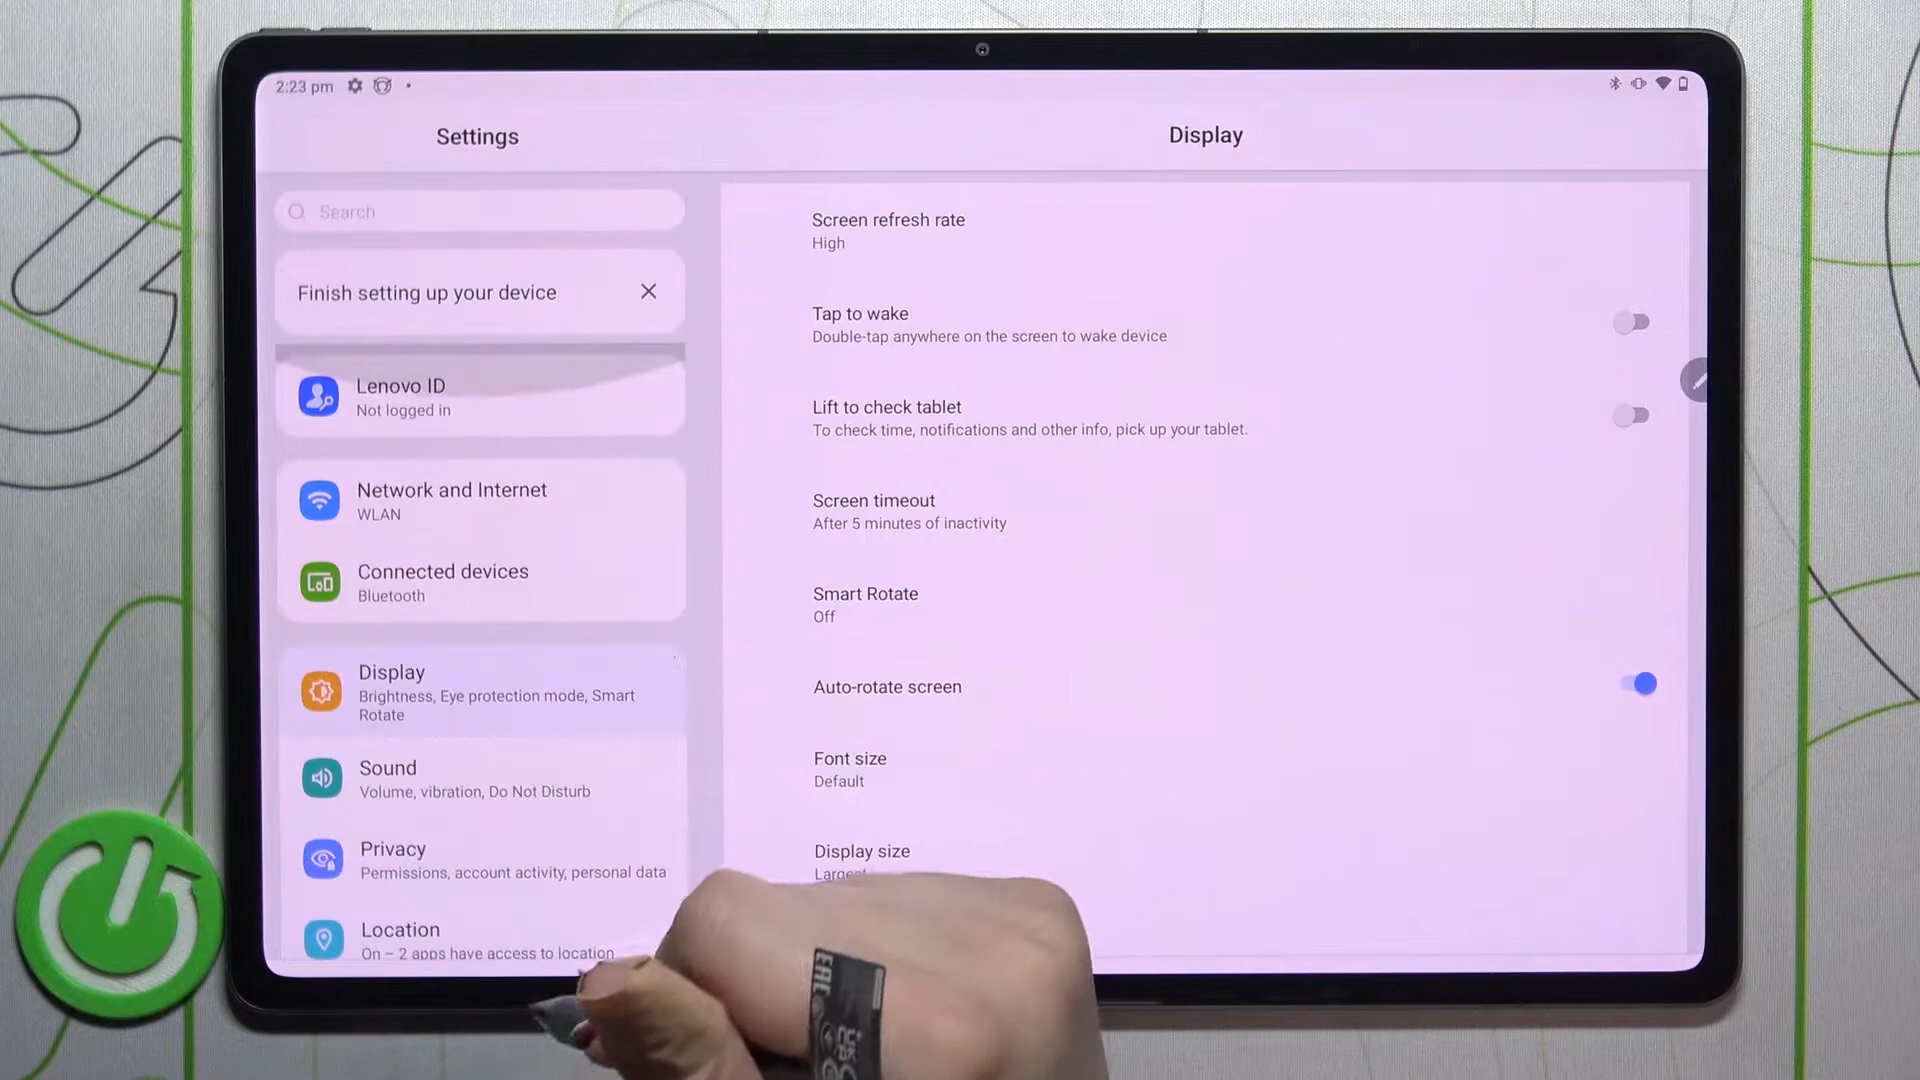 2:23 pm
Settings
Display
Search
Finish setting up your device
Lenovo ID
Not logged in
Network and Internet
WLAN
Connected devices
Bluetooth
Display
Brightness, Eye protection mode, Smart
Rotate
Sound
Volume, vibration, Do Not Disturb
Privacy
Permissions, account activity, personal data
Location
On – 2 apps have access to location
Screen refresh rate
High
Tap to wake
Double-tap anywhere on the screen to wake device
Lift to check tablet
To check time, notifications and other info, pick up your tablet.
Screen timeout
After 5 minutes of inactivity
Smart Rotate
Off
Auto-rotate screen
Font size
Default
Display size
Largest